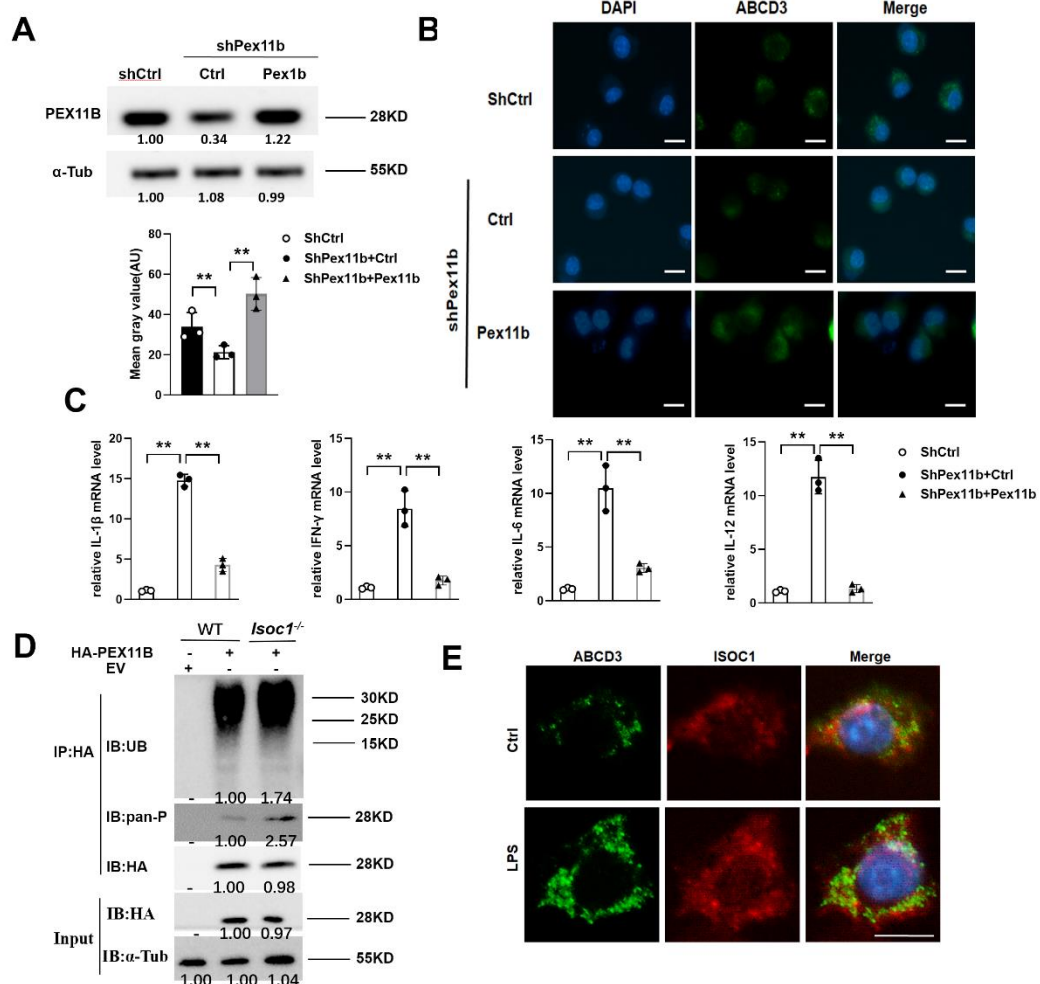 A
shPex11b
shCtrl Ctrl Pex1b
PEX11B 28KD
1.00 0.34 1.22
α-Tub 55KD
1.00 1.08 0.99
ShCtrl
ShPex11b+Ctrl
ShPex11b+Pex11b
** **
Mean gray value(AU)
80
60
40
20
0
B
DAPI ABCD3 Merge
ShCtrl
shPex11b
Ctrl
Pex11b
C
relative IL-1β mRNA level
20
15
10
5
0
** **
relative IFN-γ mRNA level
15
10
5
0
** **
relative IL-6 mRNA level
15
10
5
0
** **
relative IL-12 mRNA level
20
15
10
5
0
** **
ShCtrl
ShPex11b+Ctrl
ShPex11b+Pex11b
D
WT Isoc1-/-
HA-PEX11B - + +
EV + - -
IP:HA
IB:UB
30KD
25KD
15KD
- 1.00 1.74
IB:pan-P 28KD
- 1.00 2.57
IB:HA 28KD
- 1.00 0.98
Input
IB:HA 28KD
- 1.00 0.97
IB:α-Tub 55KD
1.00 1.00 1.04
E
ABCD3 ISOC1 Merge
Ctrl
LPS